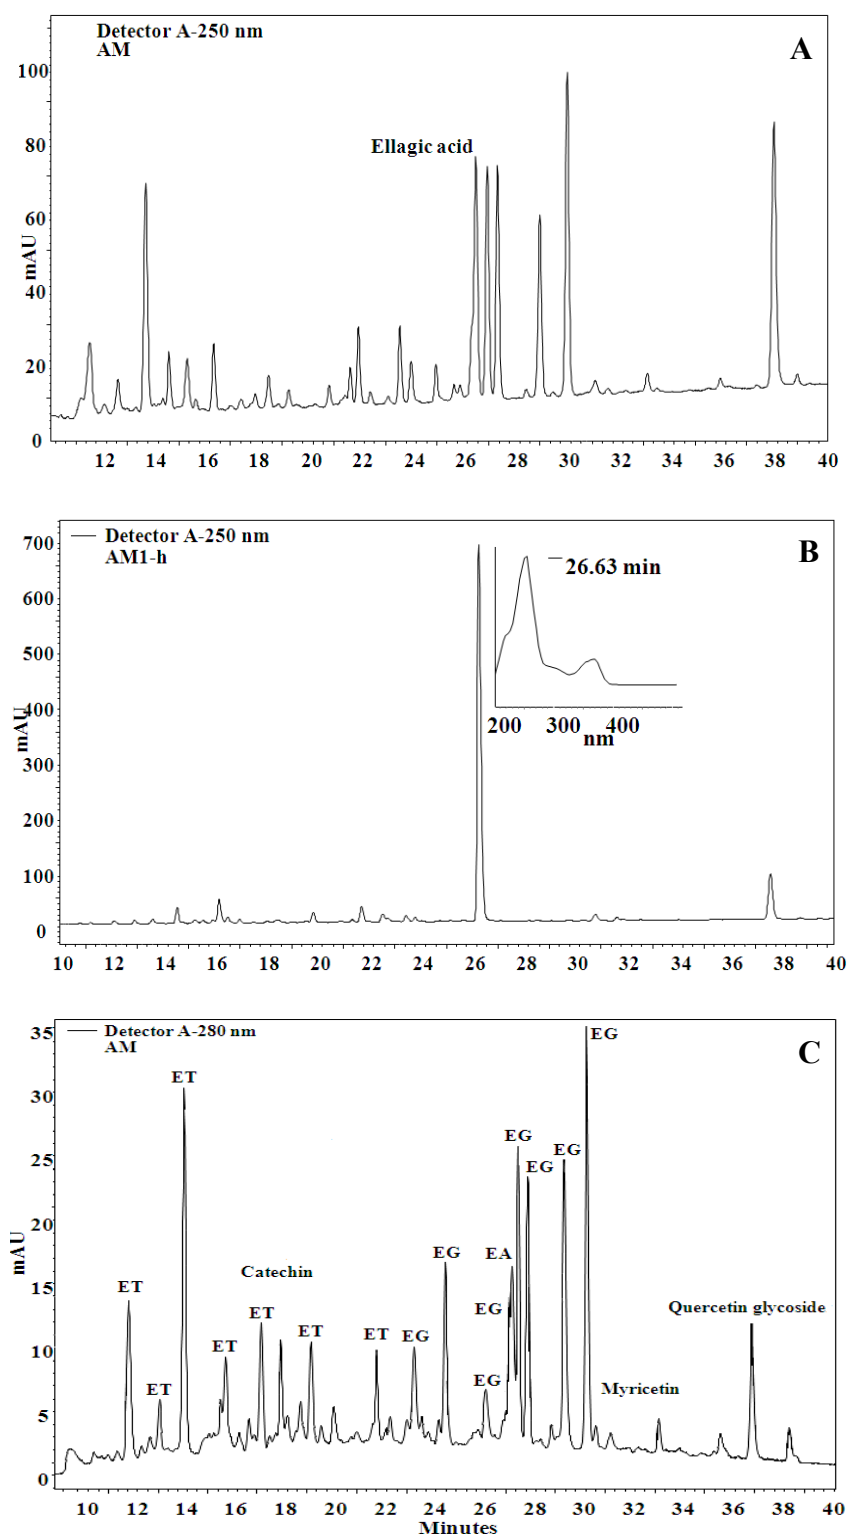 Detector A-250 nm
AM
A
100
80
60
40
20
0
mAU
Ellagic acid
12 14 16 18 20 22 24 26 28 30 32 34 36 38 40
Detector A-250 nm
AM1-h
B
26.63 min
700
600
500
400
300
200
100
0
mAU
200 300 400
nm
10 12 14 16 18 20 22 24 26 28 30 32 34 36 38 40
Detector A-280 nm
AM
C
35
30
25
20
15
10
5
0
mAU
EG
ET
EG
EG
EG
EG
EA
Catechin
ET
EG
Quercetin glycoside
ET
ET
ET
ET
EG
ET
EG
Myricetin
ET
10 12 14 16 18 20 22 24 26 28 30 32 34 36 38 40
Minutes